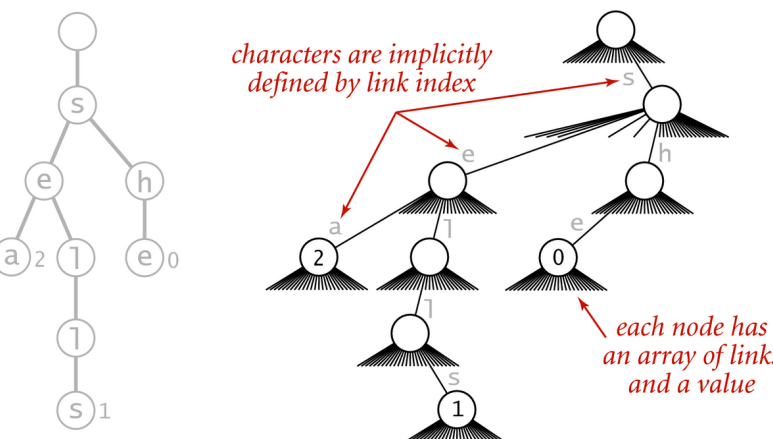 characters are implicitly
defined by link index
s
s
e
h
e
h
a
l
a 2
l
e 0
2
e
0
l
l
each node has
an array of links
and a value
s 1
s
1